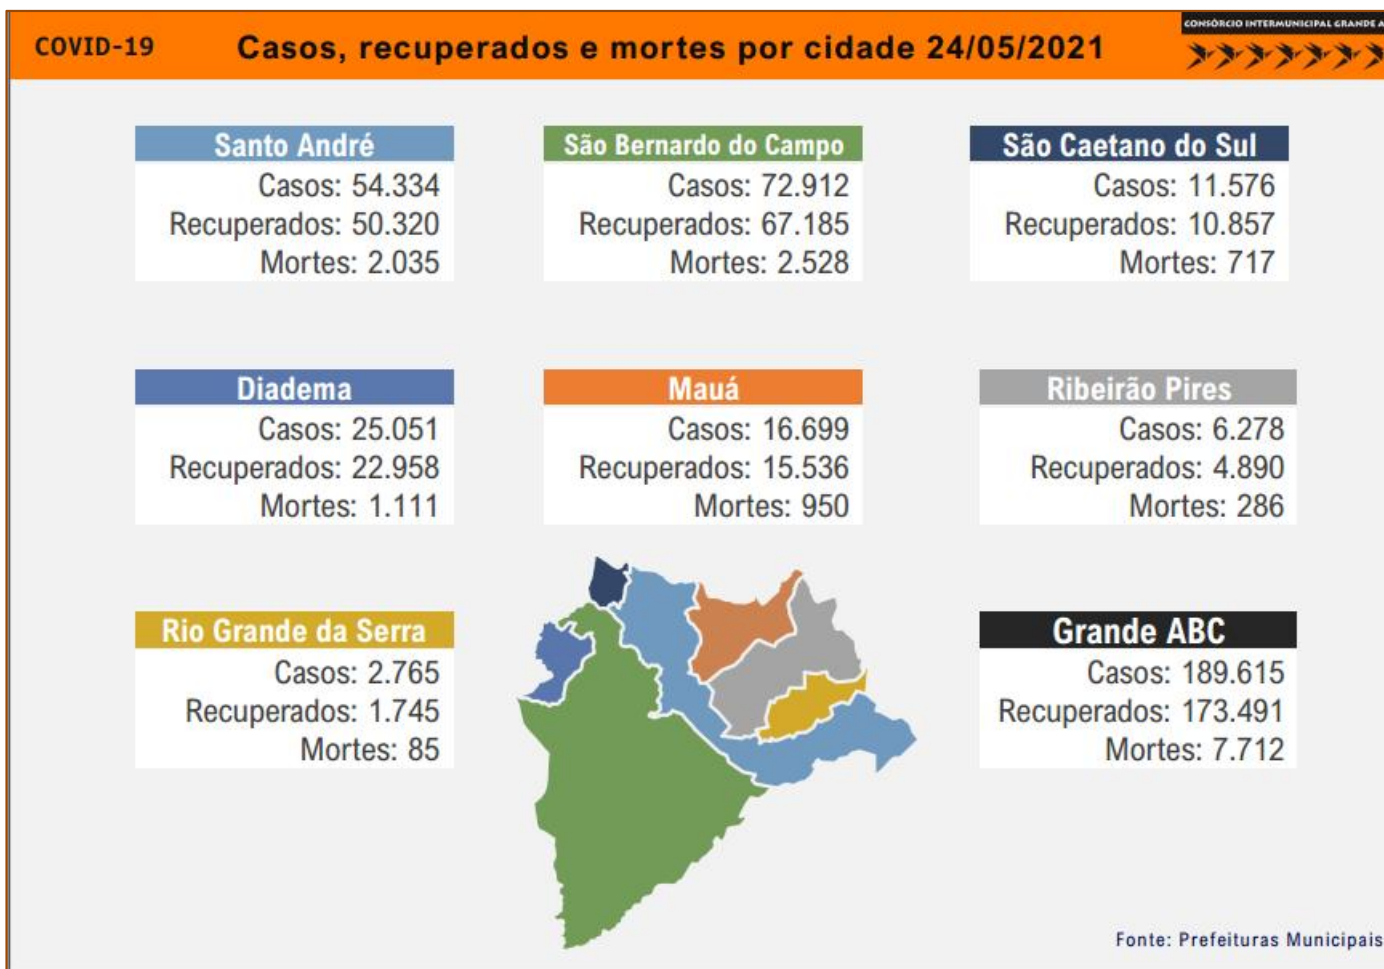 COVID-19
Casos, recuperados e mortes por cidade 24/05/2021
CONSÓRCIO INTERMUNICIPAL GRANDE A
Santo André
Casos: 54.334
Recuperados: 50.320
Mortes: 2.035
São Bernardo do Campo
Casos: 72.912
Recuperados: 67.185
Mortes: 2.528
São Caetano do Sul
Casos: 11.576
Recuperados: 10.857
Mortes: 717
Diadema
Casos: 25.051
Recuperados: 22.958
Mortes: 1.111
Mauá
Casos: 16.699
Recuperados: 15.536
Mortes: 950
Ribeirão Pires
Casos: 6.278
Recuperados: 4.890
Mortes: 286
Rio Grande da Serra
Casos: 2.765
Recuperados: 1.745
Mortes: 85
Grande ABC
Casos: 189.615
Recuperados: 173.491
Mortes: 7.712
Fonte: Prefeituras Municipais